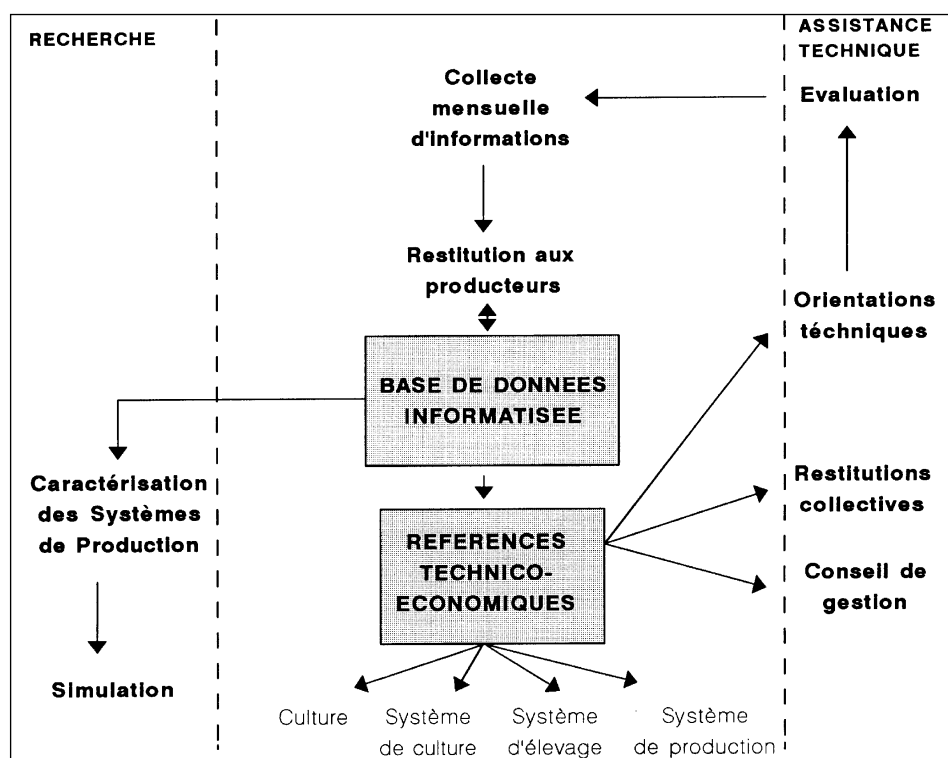 RECHERCHE
ASSISTANCE
TECHNIQUE
Collecte
mensuelle
d'informations
Evaluation
Restitution aux
producteurs
Orientations
téchniques
BASE DE DONNEES
INFORMATISEE
Caractérisation
des Systèmes
de Production
Restitutions
collectives
REFERENCES
TECHNICO-
ECONOMIQUES
Conseil de
gestion
Simulation
Culture
Système
de culture
Système
d'élevage
Système
de production